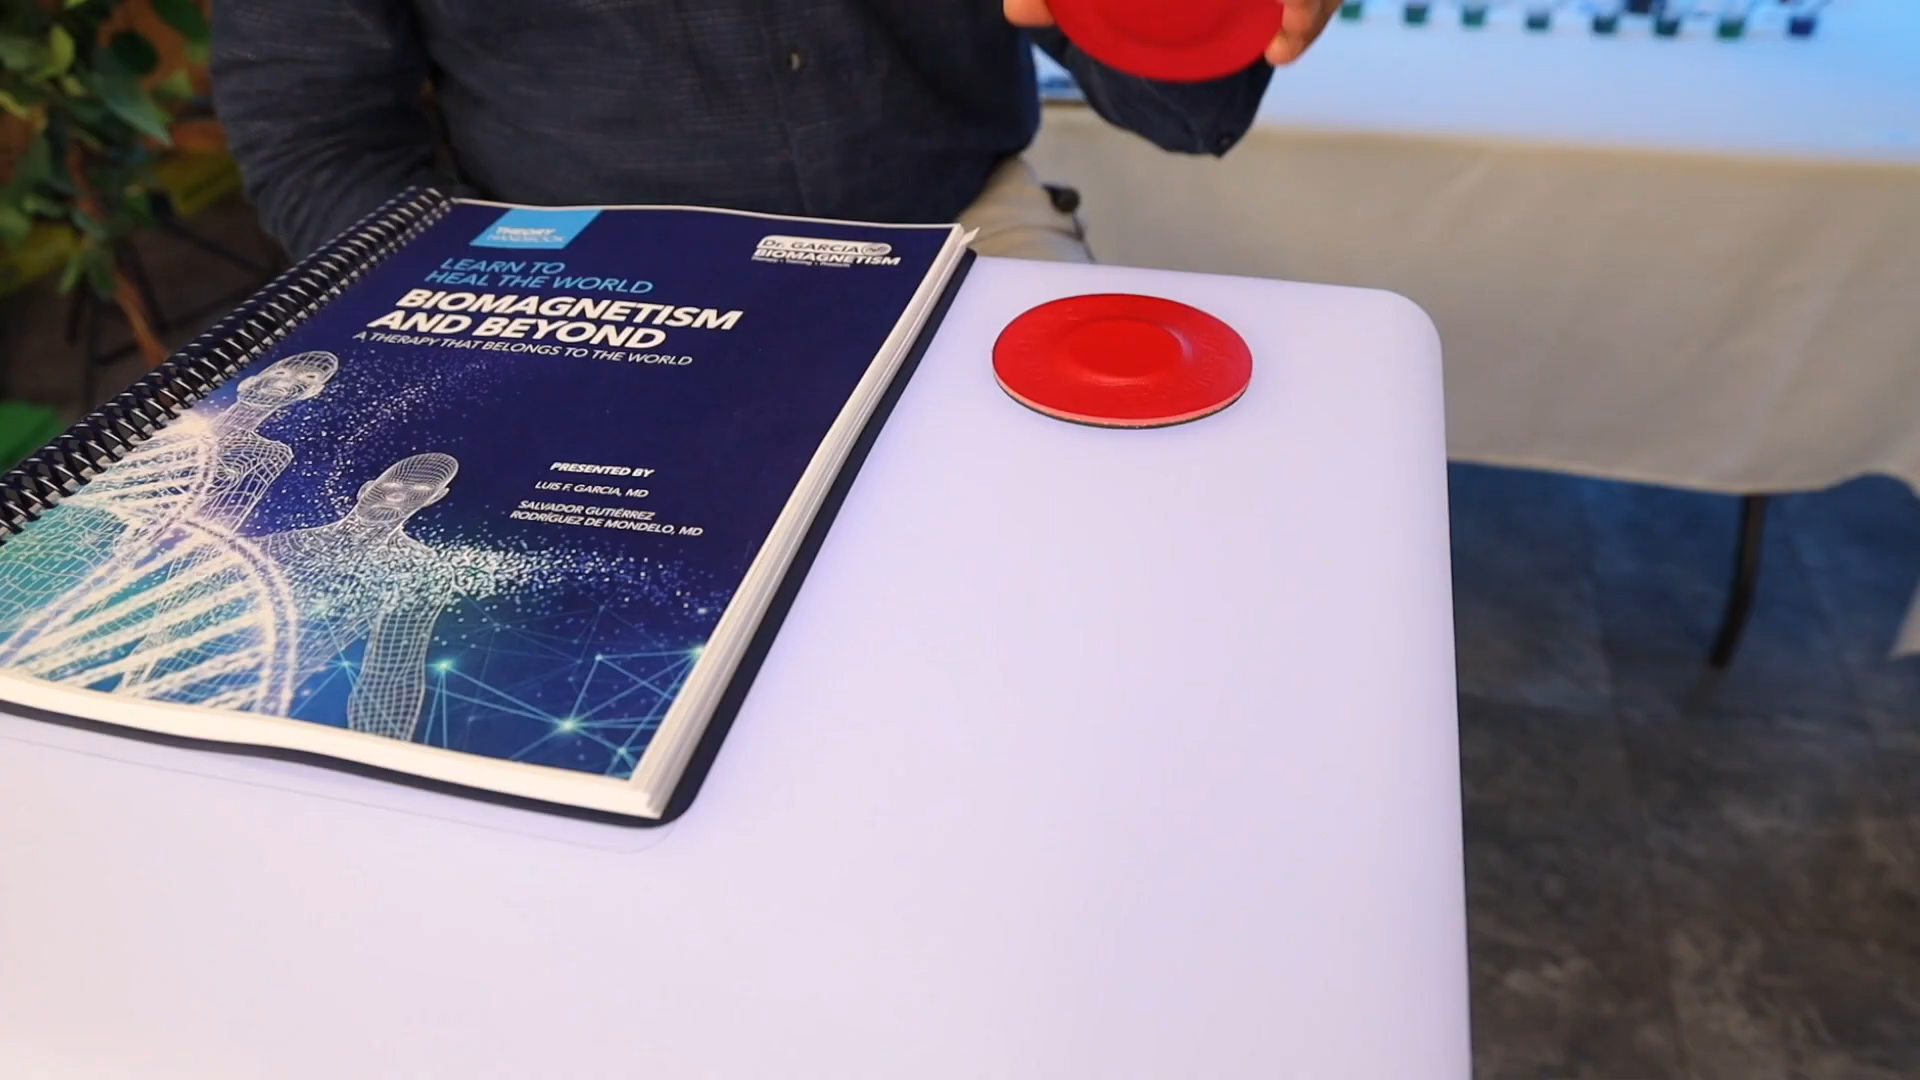 THEORY
HANDBOOK
Dr. GARCIA
BIOMAGNETISM
LEARN TO
HEAL THE WORLD
BIOMAGNETISM
AND BEYOND
A THERAPY THAT BELONGS TO THE WORLD
PRESENTED BY
LUIS F. GARCIA, MD
SALVADOR GUTIÉRREZ
RODRÍGUEZ DE MONDELO, MD